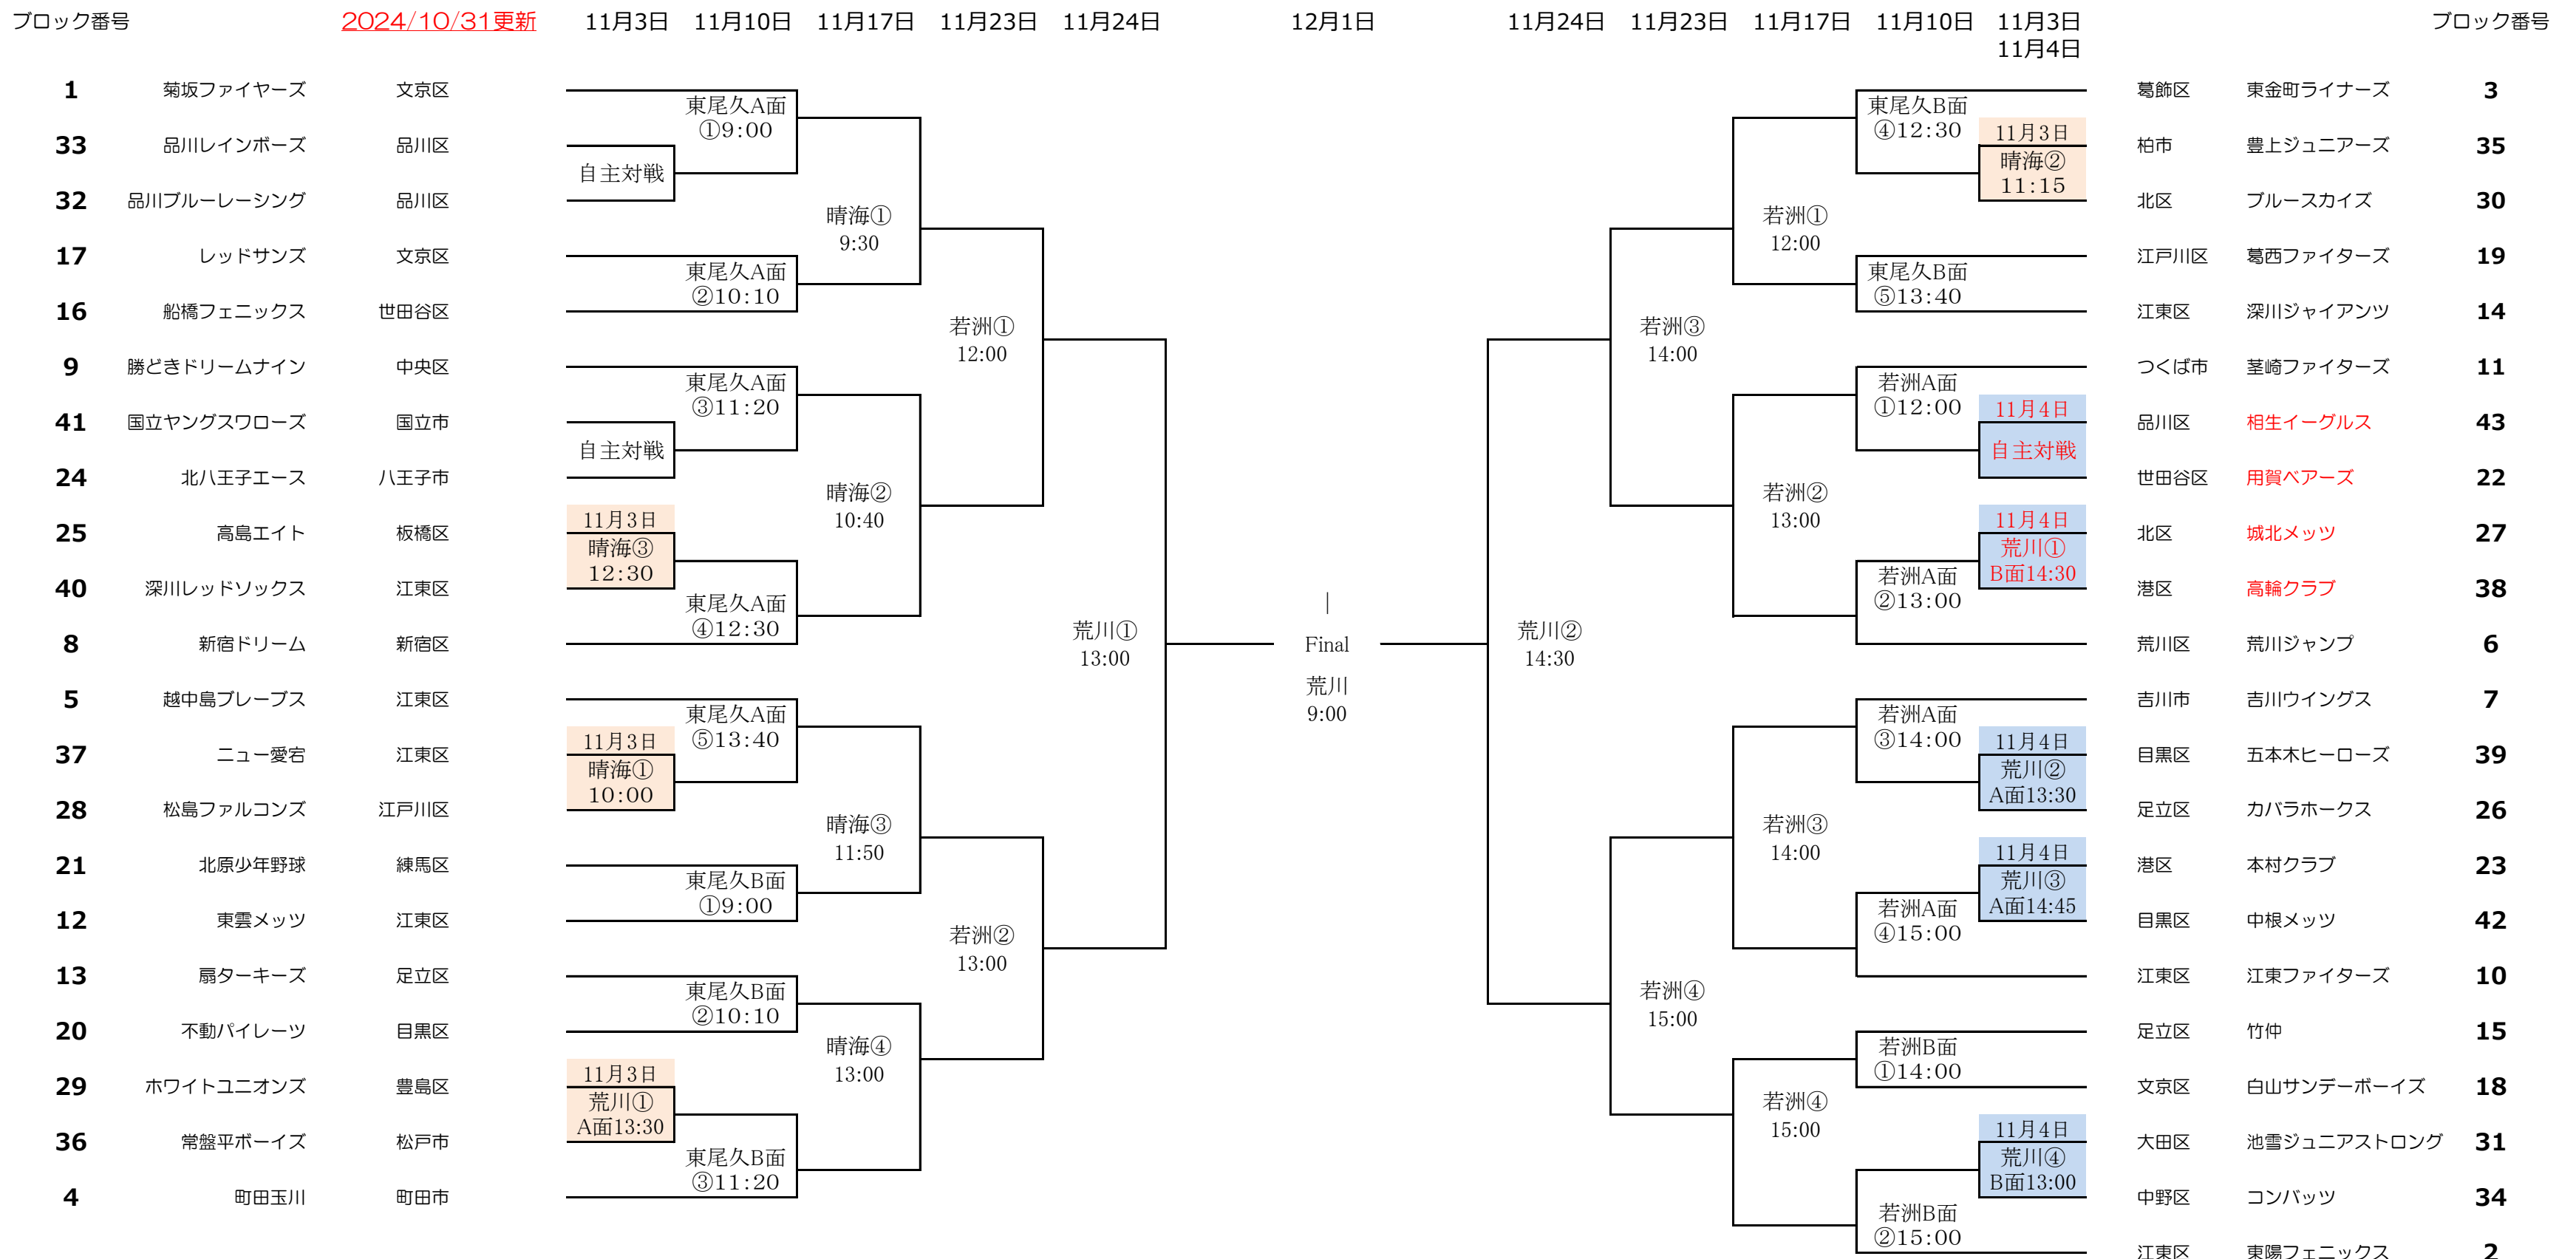 ブロック番号 2024/10/31更新 11月3日 11月10日 11月17日 11月23日 11月24日 12月1日 11月24日 11月23日 11月17日 11月10日 11月3日 ブロック番号
11月4日
1 菊坂ファイヤーズ 文京区
33 品川レインボーズ 品川区
32 品川ブルーレーシング 品川区
17 レッドサンズ 文京区
16 船橋フェニックス 世田谷区
9 勝どきドリームナイン 中央区
41 国立ヤングスワローズ 国立市
24 北八王子エース 八王子市
25 高島エイト 板橋区
40 深川レッドソックス 江東区
8 新宿ドリーム 新宿区
5 越中島ブレーブス 江東区
37 ニュー愛宕 江東区
28 松島ファルコンズ 江戸川区
21 北原少年野球 練馬区
12 東雲メッツ 江東区
13 扇ターキーズ 足立区
20 不動パイレーツ 目黒区
29 ホワイトユニオンズ 豊島区
36 常盤平ボーイズ 松戸市
4 町田玉川 町田市
自主対戦
自主対戦
11月3日
晴海③
12:30
11月3日
晴海①
10:00
11月3日
荒川①
A面13:30
東尾久A面
①9:00
東尾久A面
②10:10
東尾久A面
③11:20
東尾久A面
④12:30
東尾久A面
⑤13:40
東尾久B面
①9:00
東尾久B面
②10:10
東尾久B面
③11:20
晴海①
9:30
晴海②
10:40
晴海③
11:50
晴海④
13:00
若洲①
12:00
若洲②
13:00
荒川①
13:00
|
Final
荒川
9:00
荒川②
14:30
若洲③
14:00
若洲④
15:00
若洲①
12:00
若洲②
13:00
若洲③
14:00
若洲④
15:00
東尾久B面
④12:30
東尾久B面
⑤13:40
若洲A面
①12:00
若洲A面
②13:00
若洲A面
③14:00
若洲A面
④15:00
若洲B面
①14:00
若洲B面
②15:00
11月3日
晴海②
11:15
11月4日
自主対戦
11月4日
荒川①
B面14:30
11月4日
荒川②
A面13:30
11月4日
荒川③
A面14:45
11月4日
荒川④
B面13:00
葛飾区 東金町ライナーズ 3
柏市 豊上ジュニアーズ 35
北区 ブルースカイズ 30
江戸川区 葛西ファイターズ 19
江東区 深川ジャイアンツ 14
つくば市 茎崎ファイターズ 11
品川区 相生イーグルス 43
世田谷区 用賀ベアーズ 22
北区 城北メッツ 27
港区 高輪クラブ 38
荒川区 荒川ジャンプ 6
吉川市 吉川ウイングス 7
目黒区 五本木ヒーローズ 39
足立区 カバラホークス 26
港区 本村クラブ 23
目黒区 中根メッツ 42
江東区 江東ファイターズ 10
足立区 竹仲 15
文京区 白山サンデーボーイズ 18
大田区 池雪ジュニアストロング 31
中野区 コンバッツ 34
江東区 東陽フェニックス 2